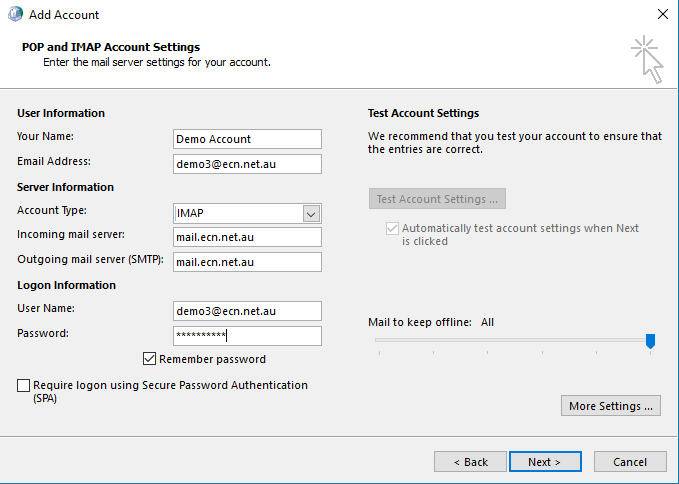 Add Account
POP and IMAP Account Settings
Enter the mail server settings for your account.
User Information
Your Name: Demo Account
Email Address: demo3@ecn.net.au
Server Information
Account Type: IMAP
Incoming mail server: mail.ecn.net.au
Outgoing mail server (SMTP): mail.ecn.net.au
Logon Information
User Name: demo3@ecn.net.au
Password: **********
Remember password
Require logon using Secure Password Authentication
(SPA)
Test Account Settings
We recommend that you test your account to ensure that
the entries are correct.
Test Account Settings ...
Automatically test account settings when Next
is clicked
Mail to keep offline: All
More Settings ...
< Back
Next >
Cancel